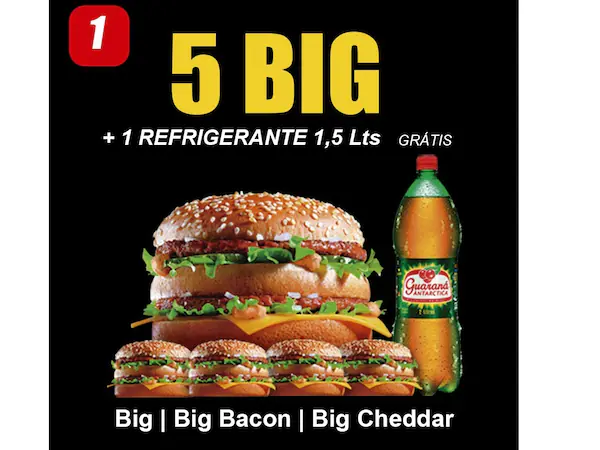 1
5 BIG
+ 1 REFRIGERANTE 1,5 Lts GRÁTIS
Guaraná
ANTARCTICA
Big | Big Bacon | Big Cheddar